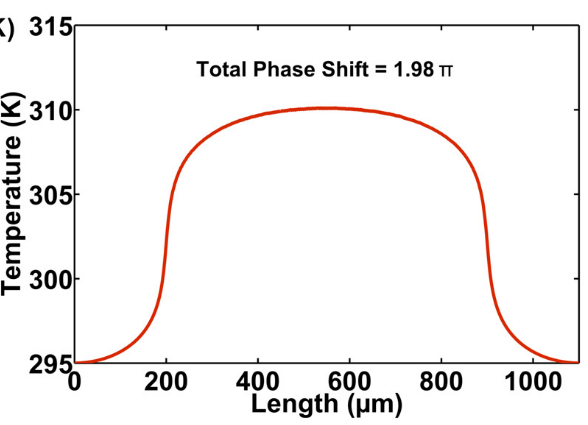 K)
315
Total Phase Shift = 1.98 π
310
305
300
295
Temperature (K)
0 200 400 600 800 1000
Length (μm)